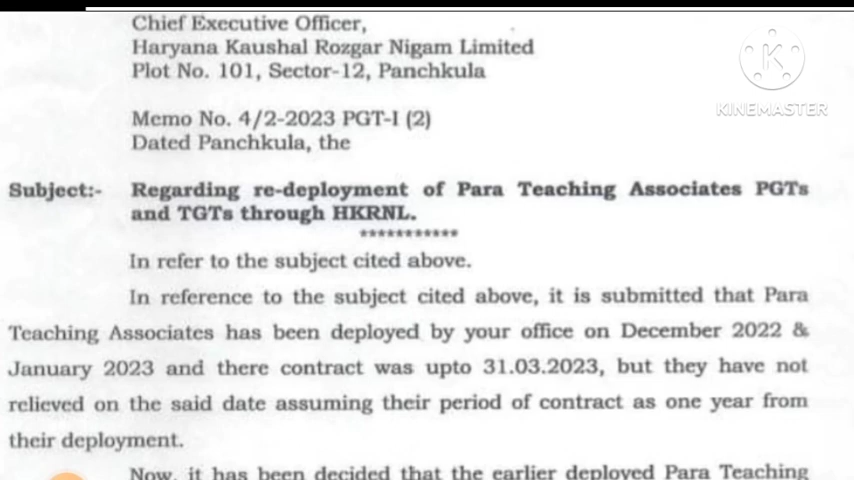 Chief Executive Officer,
Haryana Kaushal Rozgar Nigam Limited
Plot No. 101, Sector-12, Panchkula
K
KINEMASTER
Memo No. 4/2-2023 PGT-I (2)
Dated Panchkula, the
Subject:- Regarding re-deployment of Para Teaching Associates PGTs
and TGTs through HKRNL.
***********
In refer to the subject cited above.
In reference to the subject cited above, it is submitted that Para
Teaching Associates has been deployed by your office on December 2022 &
January 2023 and there contract was upto 31.03.2023, but they have not
relieved on the said date assuming their period of contract as one year from
their deployment.
Now, it has been decided that the earlier deployed Para Teaching